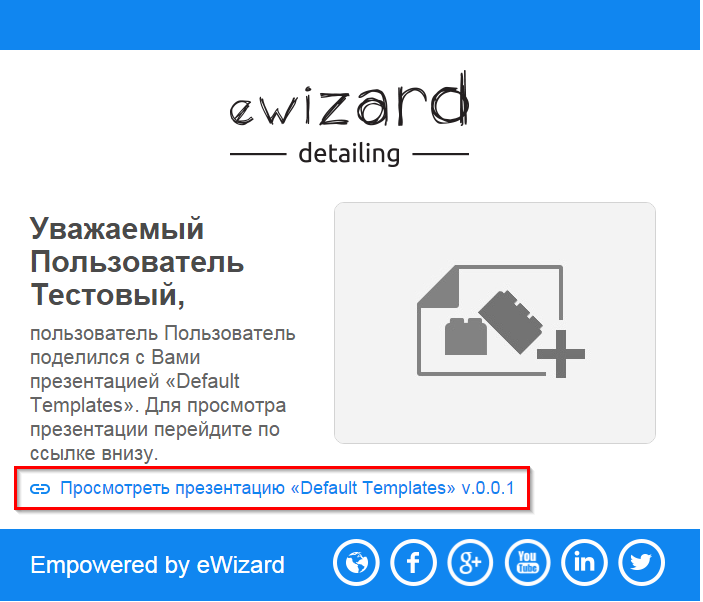 ewizard
detailing
Уважаемый
Пользователь
Тестовый,
пользователь Пользователь
поделился с Вами
презентацией «Default
Templates». Для просмотра
презентации перейдите по
ссылке внизу.
Просмотреть презентацию «Default Templates» v.0.0.1
Empowered by eWizard
f
g+
You
Tube
in